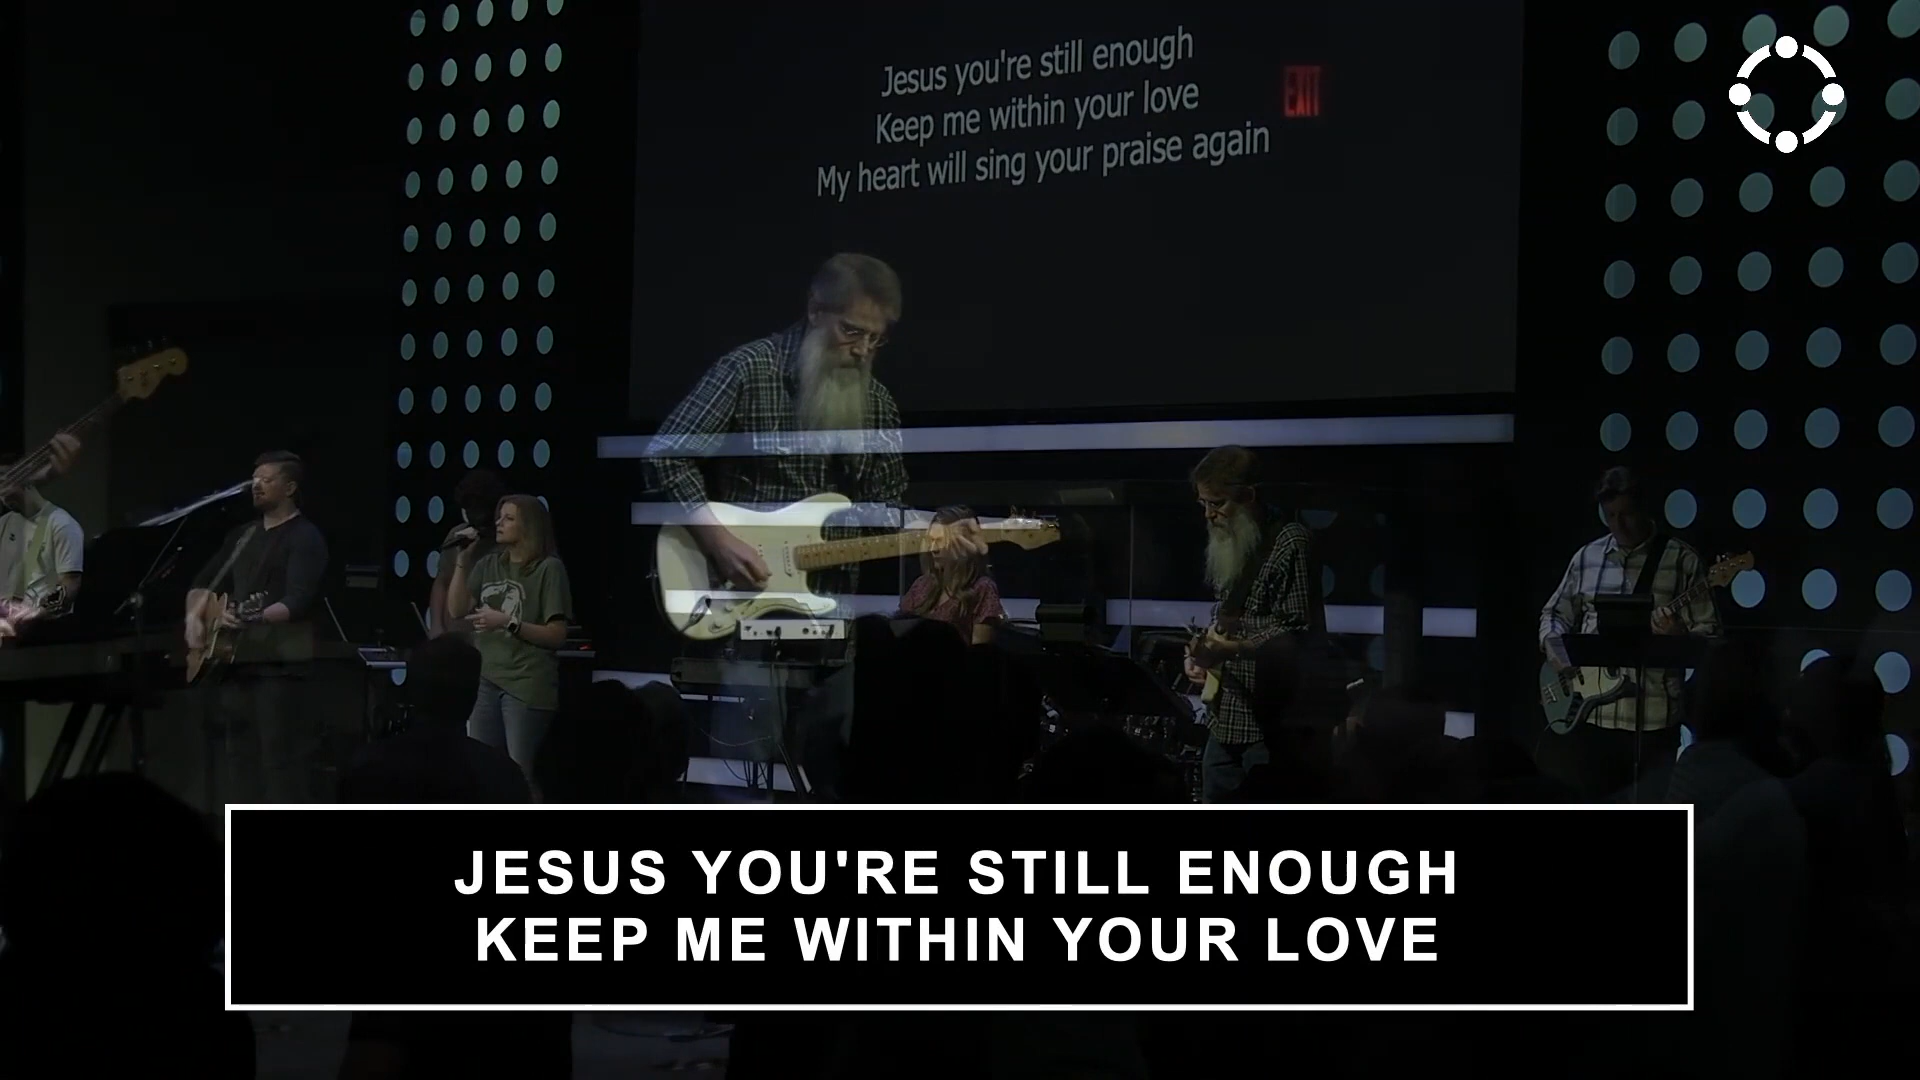 Jesus you're still enough
Keep me within your love
My heart will sing your praise again
EXIT
JESUS YOU'RE STILL ENOUGH
KEEP ME WITHIN YOUR LOVE